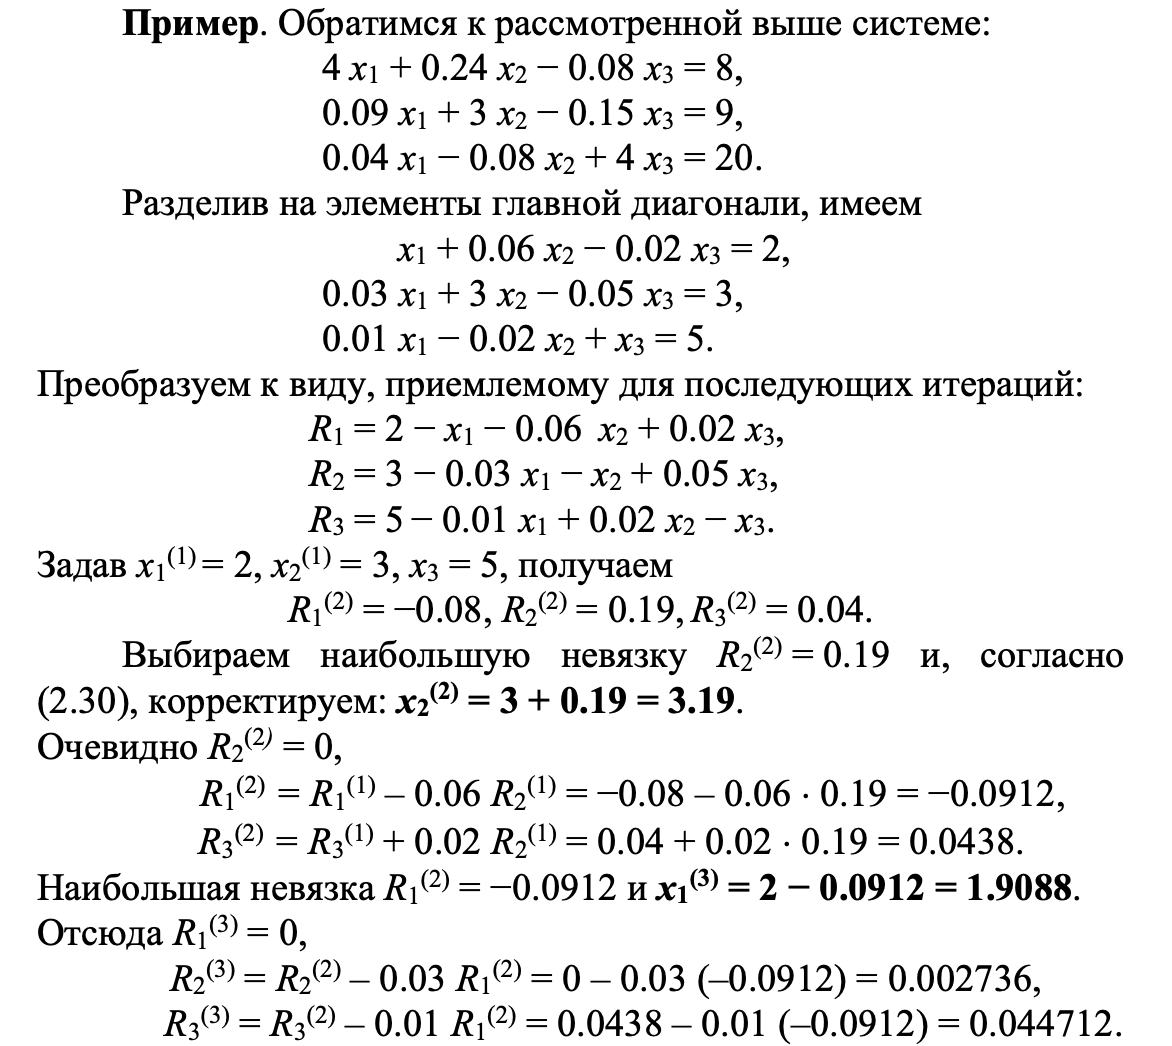 Пример. Обратимся к рассмотренной выше системе:
4 x₁ + 0.24 x₂ − 0.08 x₃ = 8,
0.09 x₁ + 3 x₂ − 0.15 x₃ = 9,
0.04 x₁ − 0.08 x₂ + 4 x₃ = 20.
Разделив на элементы главной диагонали, имеем
x₁ + 0.06 x₂ − 0.02 x₃ = 2,
0.03 x₁ + 3 x₂ − 0.05 x₃ = 3,
0.01 x₁ − 0.02 x₂ + x₃ = 5.
Преобразуем к виду, приемлемому для последующих итераций:
R₁ = 2 − x₁ − 0.06 x₂ + 0.02 x₃,
R₂ = 3 − 0.03 x₁ − x₂ + 0.05 x₃,
R₃ = 5 − 0.01 x₁ + 0.02 x₂ − x₃.
Задав x₁⁽¹⁾ = 2, x₂⁽¹⁾ = 3, x₃ = 5, получаем
R₁⁽²⁾ = −0.08, R₂⁽²⁾ = 0.19, R₃⁽²⁾ = 0.04.
Выбираем наибольшую невязку R₂⁽²⁾ = 0.19 и, согласно
(2.30), корректируем: x₂⁽²⁾ = 3 + 0.19 = 3.19.
Очевидно R₂⁽²⁾ = 0,
R₁⁽²⁾ = R₁⁽¹⁾ – 0.06 R₂⁽¹⁾ = −0.08 – 0.06 · 0.19 = −0.0912,
R₃⁽²⁾ = R₃⁽¹⁾ + 0.02 R₂⁽¹⁾ = 0.04 + 0.02 · 0.19 = 0.0438.
Наибольшая невязка R₁⁽²⁾ = −0.0912 и x₁⁽³⁾ = 2 − 0.0912 = 1.9088.
Отсюда R₁⁽³⁾ = 0,
R₂⁽³⁾ = R₂⁽²⁾ – 0.03 R₁⁽²⁾ = 0 – 0.03 (–0.0912) = 0.002736,
R₃⁽³⁾ = R₃⁽²⁾ – 0.01 R₁⁽²⁾ = 0.0438 – 0.01 (–0.0912) = 0.044712.